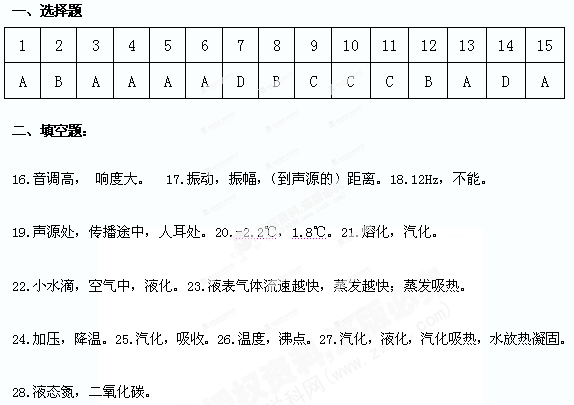 一、选择题
1 2 3 4 5 6 7 8 9 10 11 12 13 14 15
A B A A A A D B C C C B A D A
二、填空题：
16.音调高， 响度大。 17.振动，振幅，（到声源的）距离。18.12Hz，不能。
19.声源处，传播途中，人耳处。20.-2.2℃，1.8℃。21.熔化，汽化。
22.小水滴，空气中，液化。23.液表气体流速越快，蒸发越快；蒸发吸热。
24.加压，降温。25.汽化，吸收。26.温度，沸点。27.汽化，液化，汽化吸热，水放热凝固。
28.液态氮，二氧化碳。